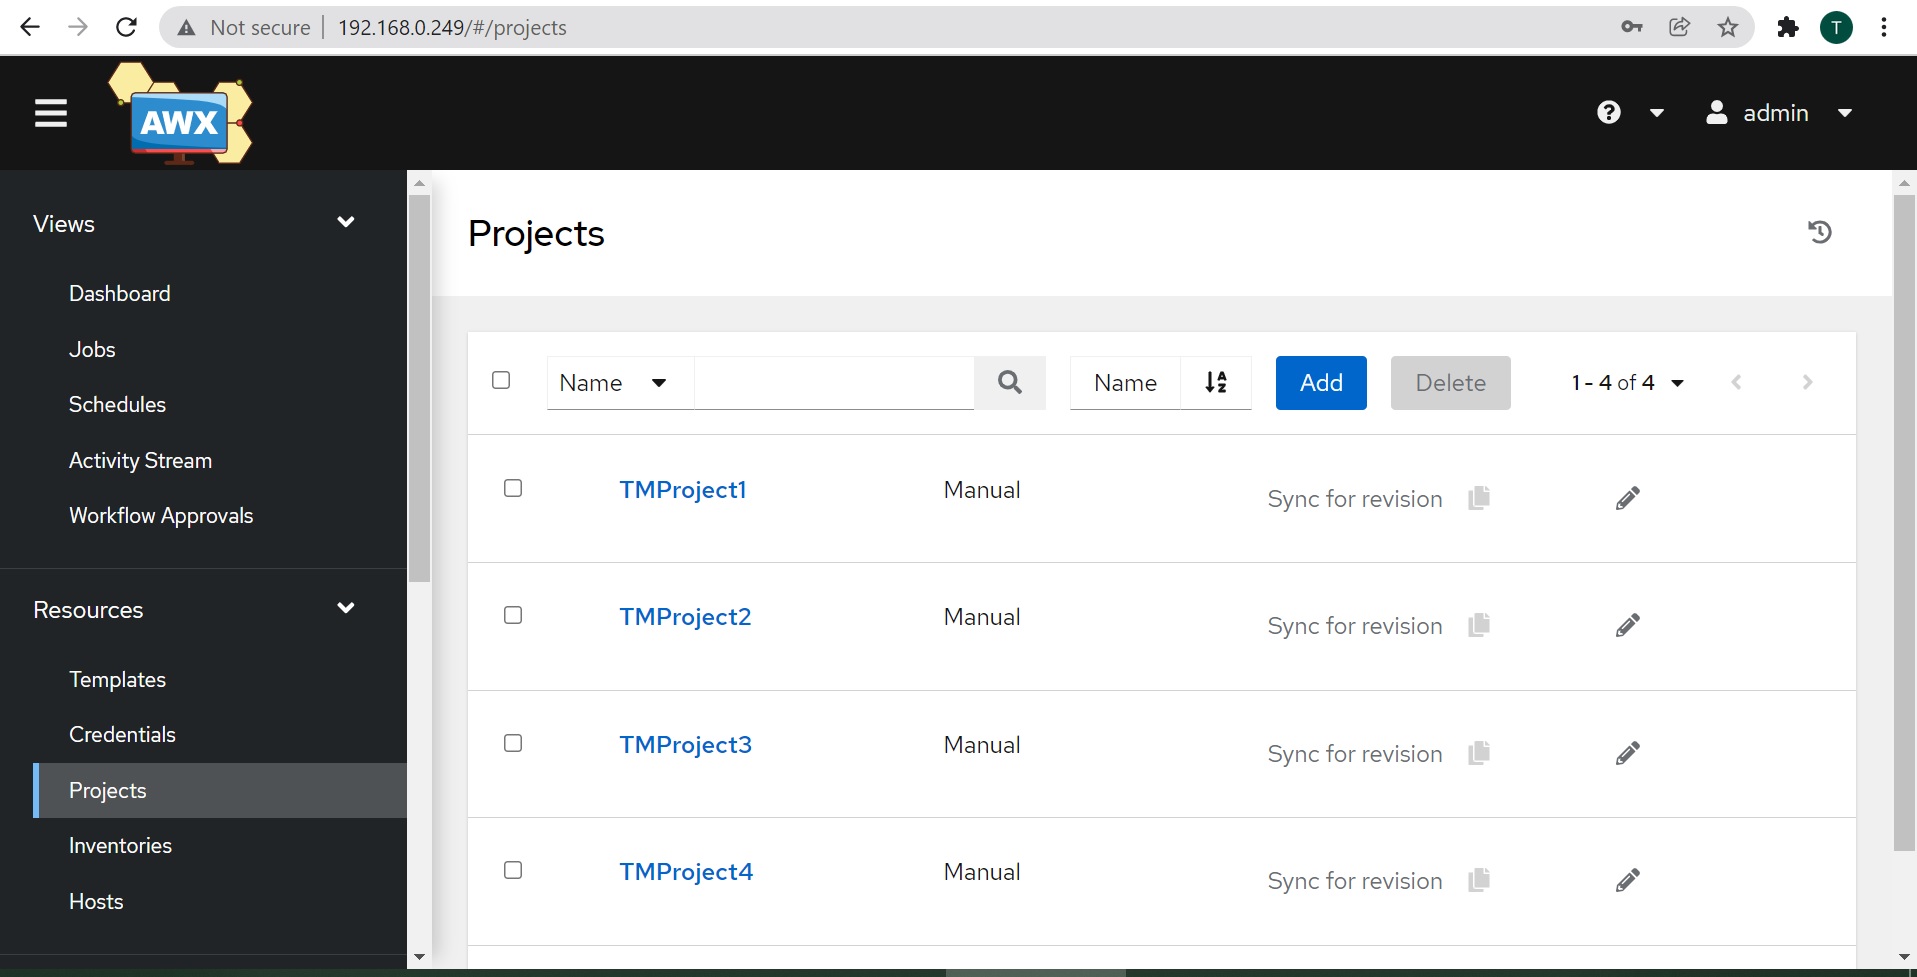 Not secure | 192.168.0.249/#/projects
T
AWX
? admin
Views
Dashboard
Jobs
Schedules
Activity Stream
Workflow Approvals
Resources
Templates
Credentials
Projects
Inventories
Hosts
Projects
Name Name AZ Add Delete 1 - 4 of 4
TMProject1 Manual Sync for revision
TMProject2 Manual Sync for revision
TMProject3 Manual Sync for revision
TMProject4 Manual Sync for revision